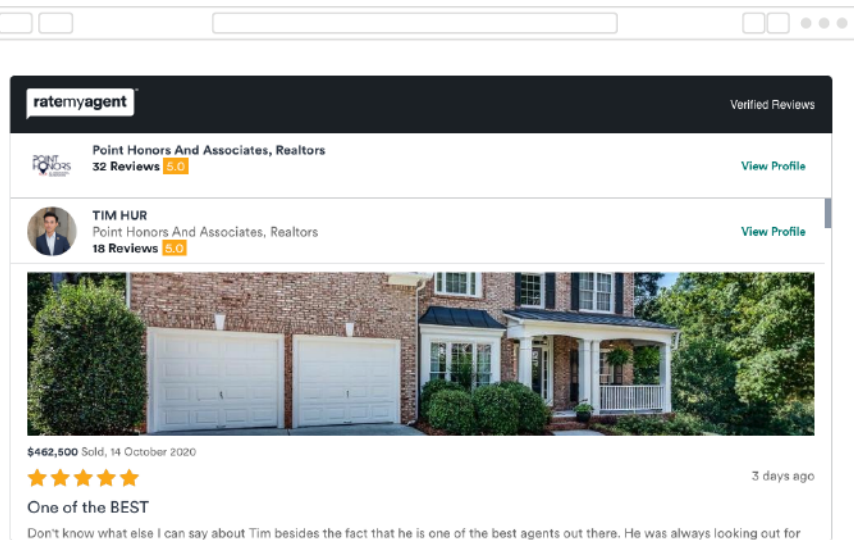 ratemyagent
Verified Reviews
POINT
HONORS
Point Honors And Associates, Realtors
32 Reviews 5.0
View Profile
TIM HUR
Point Honors And Associates, Realtors
18 Reviews 5.0
View Profile
$462,500 Sold, 14 October 2020
3 days ago
One of the BEST
Don't know what else I can say about Tim besides the fact that he is one of the best agents out there. He was always looking out for